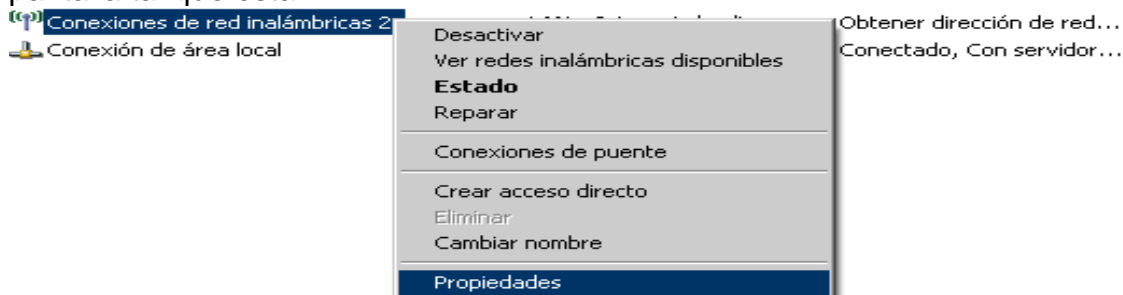 Conexiones de red inalámbricas 2
Obtener dirección de red...
Conexión de área local
Conectado, Con servidor...
Desactivar
Ver redes inalámbricas disponibles
Estado
Reparar
Conexiones de puente
Crear acceso directo
Eliminar
Cambiar nombre
Propiedades